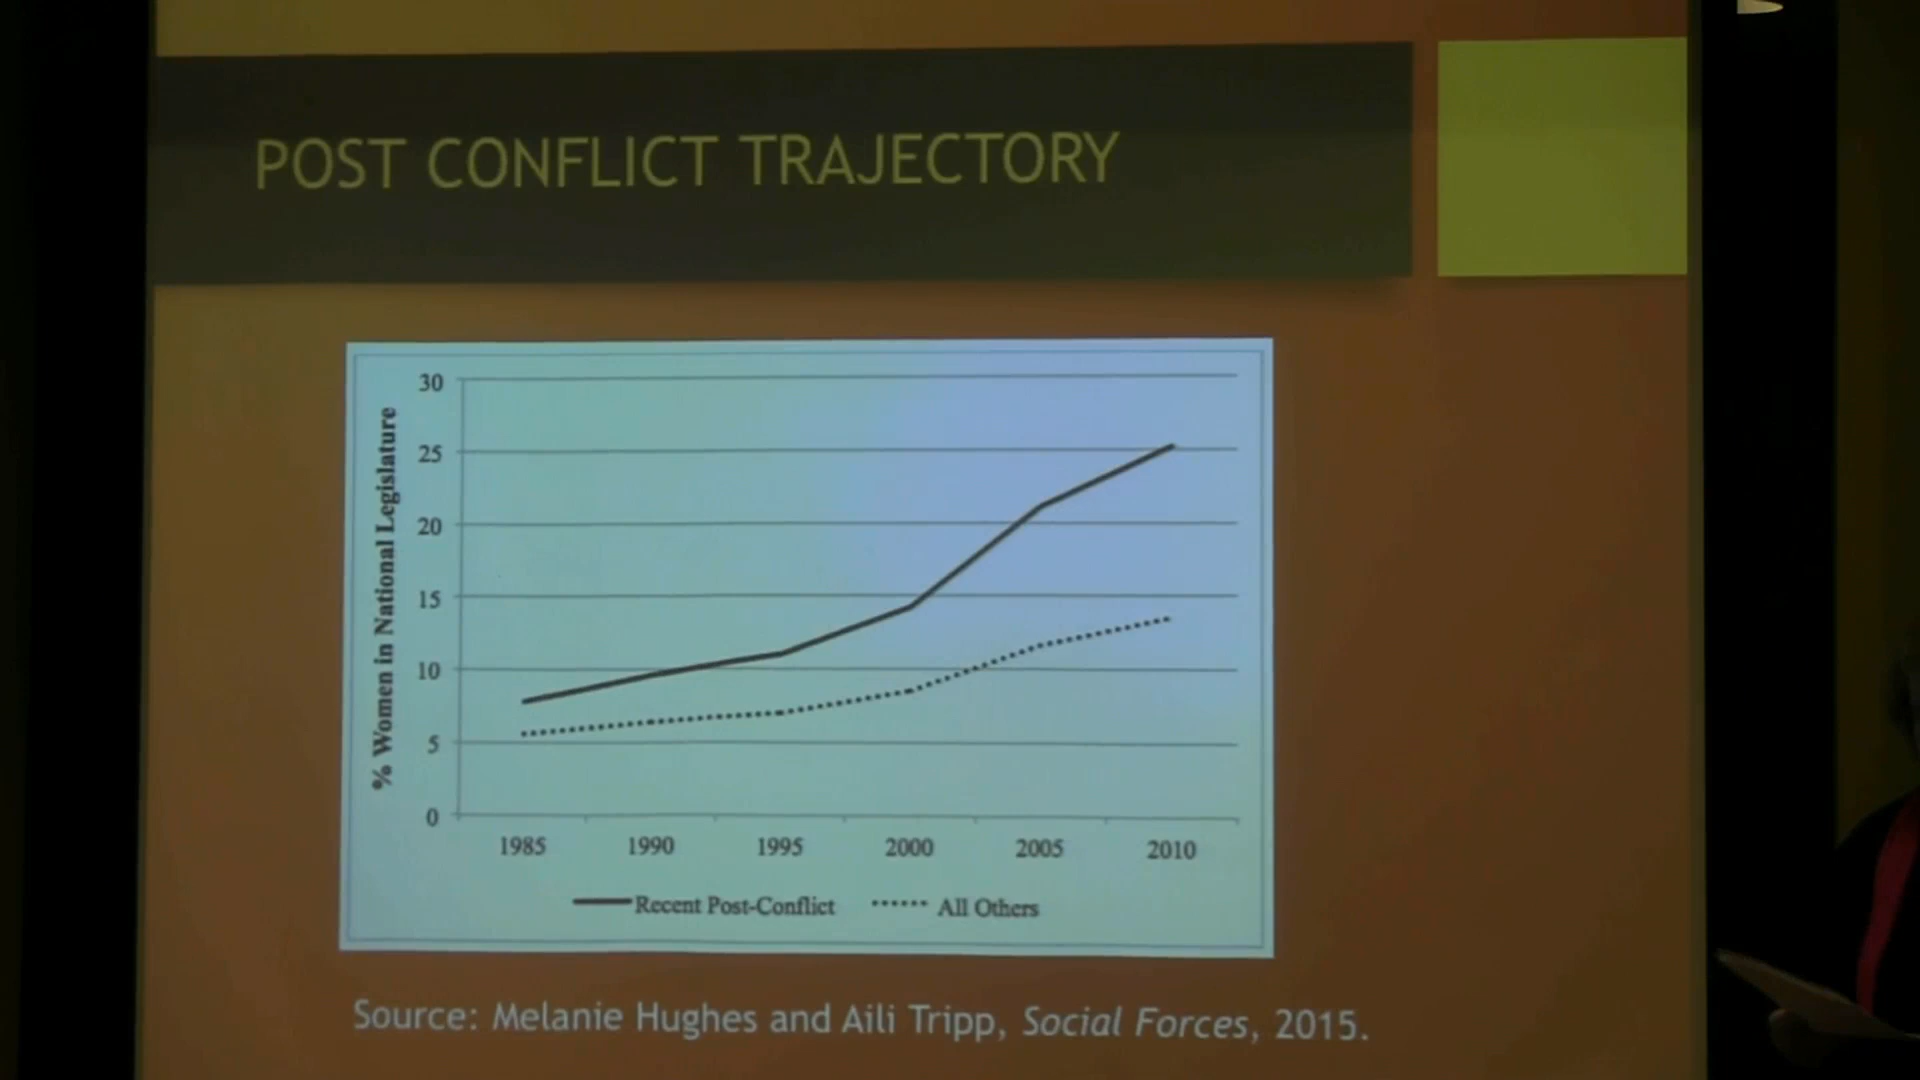 POST CONFLICT TRAJECTORY
% Women in National Legislature
30
25
20
15
10
5
0
1985 1990 1995 2000 2005 2010
Recent Post-Conflict All Others
Source: Melanie Hughes and Aili Tripp, Social Forces, 2015.